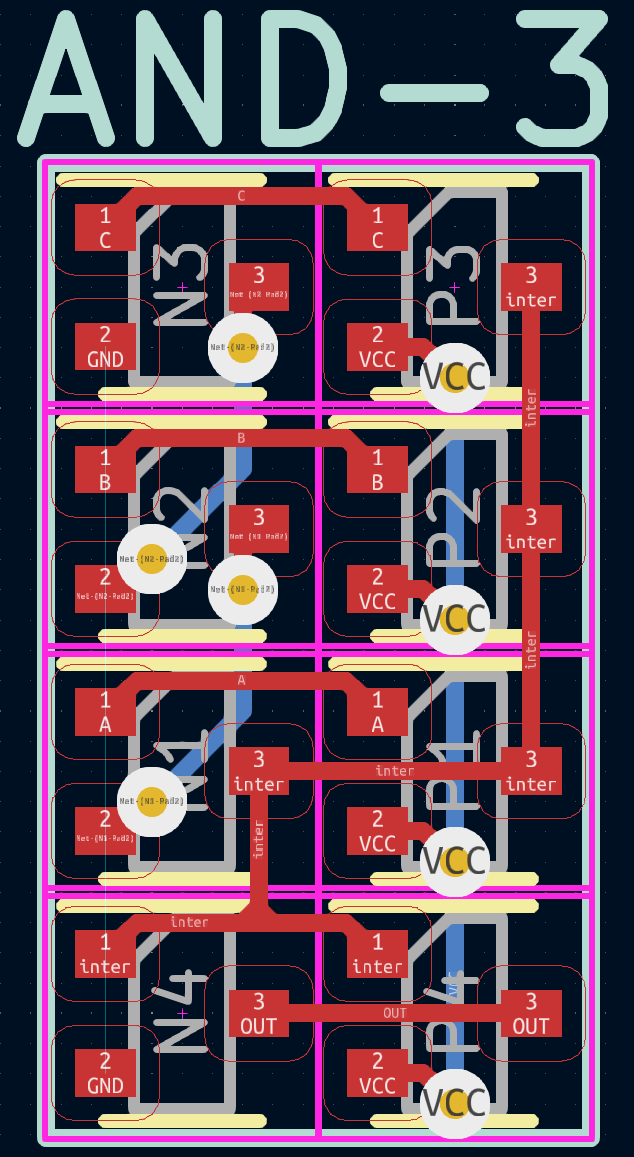 AND-3
C
1
C
1
C
N3
P3
3
Net-(N2-Pad2)
3
inter
2
GND
Net-(N2-Pad2)
2
VCC
VCC
inter
B
1
B
1
B
N2
P2
3
Net-(N1-Pad2)
3
inter
Net-(N2-Pad2)
2
Net-(N2-Pad2)
Net-(N1-Pad2)
2
VCC
VCC
inter
A
1
A
1
A
N1
P1
3
inter
inter
3
inter
Net-(N1-Pad2)
2
Net-(N1-Pad2)
inter
2
VCC
VCC
inter
1
inter
1
inter
N4
P4
VCC
3
OUT
OUT
3
OUT
2
GND
2
VCC
VCC